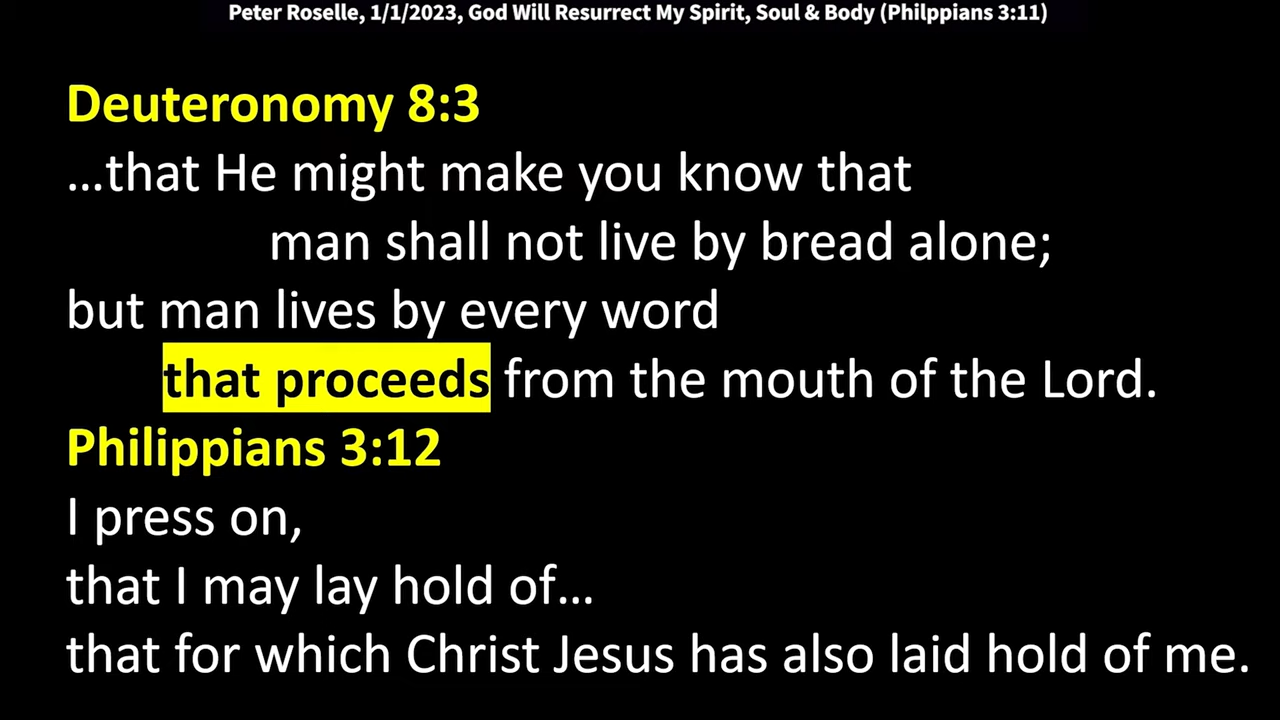 Peter Roselle, 1/1/2023, God Will Resurrect My Spirit, Soul & Body (Philppians 3:11)
Deuteronomy 8:3
…that He might make you know that
man shall not live by bread alone;
but man lives by every word
that proceeds from the mouth of the Lord.
Philippians 3:12
I press on,
that I may lay hold of…
that for which Christ Jesus has also laid hold of me.